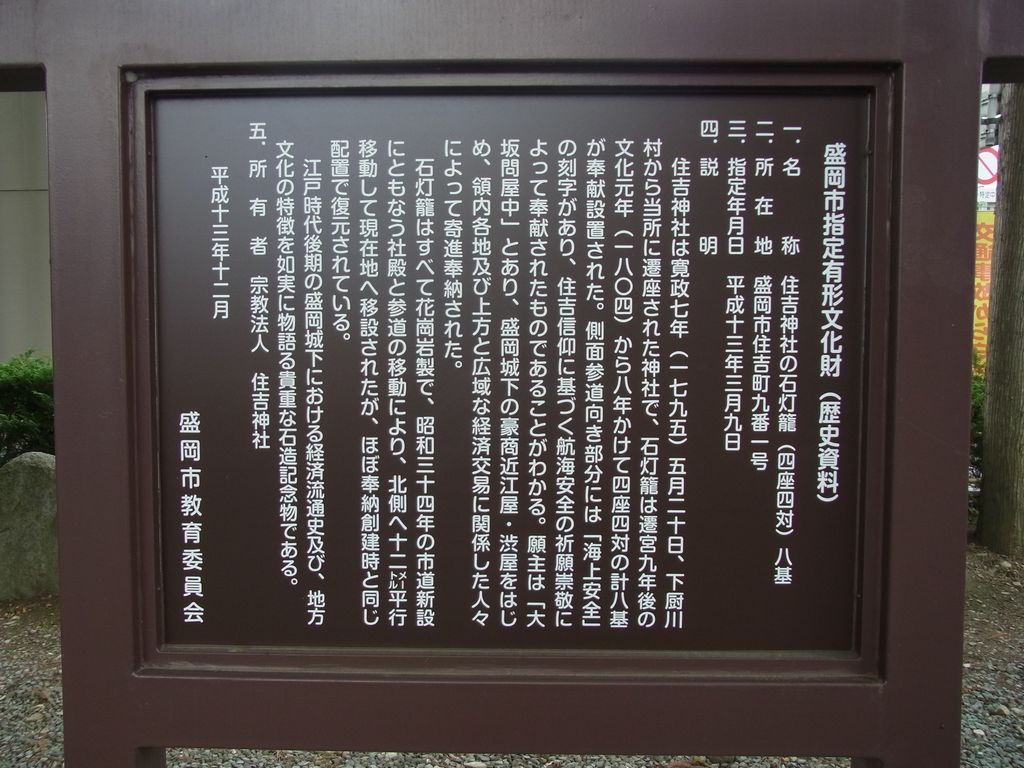 盛岡市指定有形文化財（歴史資料）
一．名　　称　住吉神社の石灯籠（四座四対）八基
二．所 在 地　盛岡市住吉町九番一号
三．指定年月日　平成十三年三月九日
四．説　　明
住吉神社は寛政七年（一七九五）五月二十日、下厨川
村から当所に遷座された神社で、石灯籠は遷宮九年後の
文化元年（一八〇四）から八年かけて四座四対の計八基
が奉献設置された。側面参道向き部分には「海上安全」
の刻字があり、住吉信仰に基づく航海安全の祈願崇敬に
よって奉献されたものであることがわかる。願主は「大
坂問屋中」とあり、盛岡城下の豪商近江屋・渋屋をはじ
め、領内各地及び上方と広域な経済交易に関係した人々
によって寄進奉納された。
石灯籠はすべて花崗岩製で、昭和三十四年の市道新設
にともなう社殿と参道の移動により、北側へ十二㍍平行
移動して現在地へ移設されたが、ほぼ奉納創建時と同じ
配置で復元されている。
江戸時代後期の盛岡城下における経済流通史及び、地方
文化の特徴を如実に物語る貴重な石造記念物である。
五．所 有 者　宗教法人　住吉神社
平成十三年十二月
盛岡市教育委員会